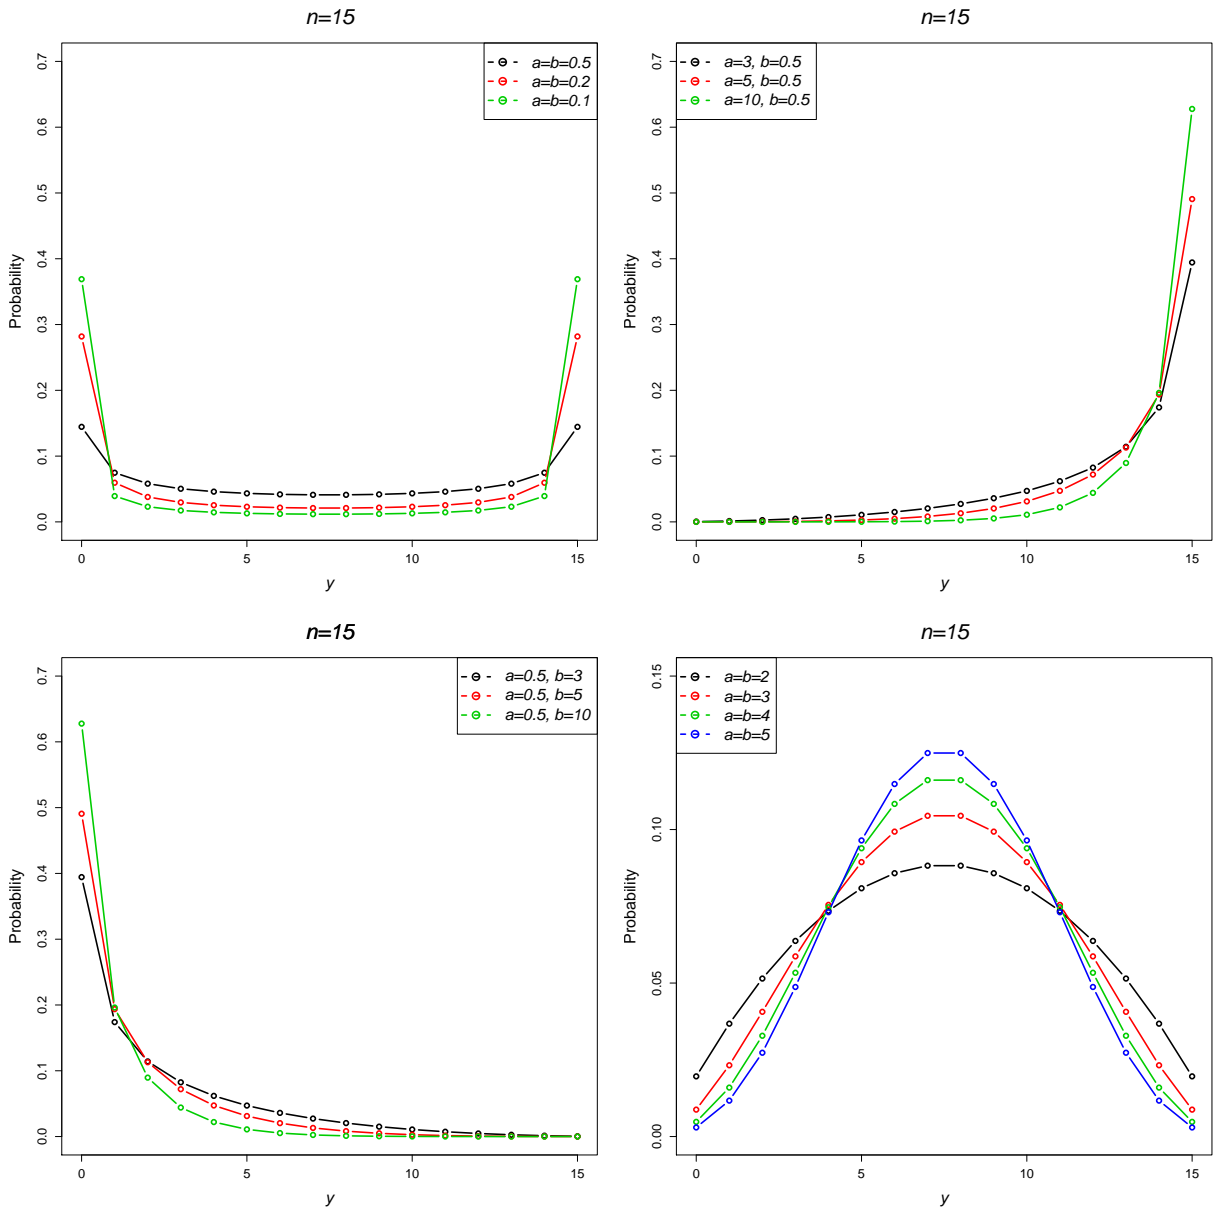 n=15
a=b=0.5
a=b=0.2
a=b=0.1
0.7
0.6
0.5
0.4
0.3
0.2
0.1
0.0
Probability
0 5 10 15
y
n=15
a=3, b=0.5
a=5, b=0.5
a=10, b=0.5
0.7
0.6
0.5
0.4
0.3
0.2
0.1
0.0
Probability
0 5 10 15
y
n=15
a=0.5, b=3
a=0.5, b=5
a=0.5, b=10
0.7
0.6
0.5
0.4
0.3
0.2
0.1
0.0
Probability
0 5 10 15
y
n=15
a=b=2
a=b=3
a=b=4
a=b=5
0.15
0.10
0.05
0.00
Probability
0 5 10 15
y